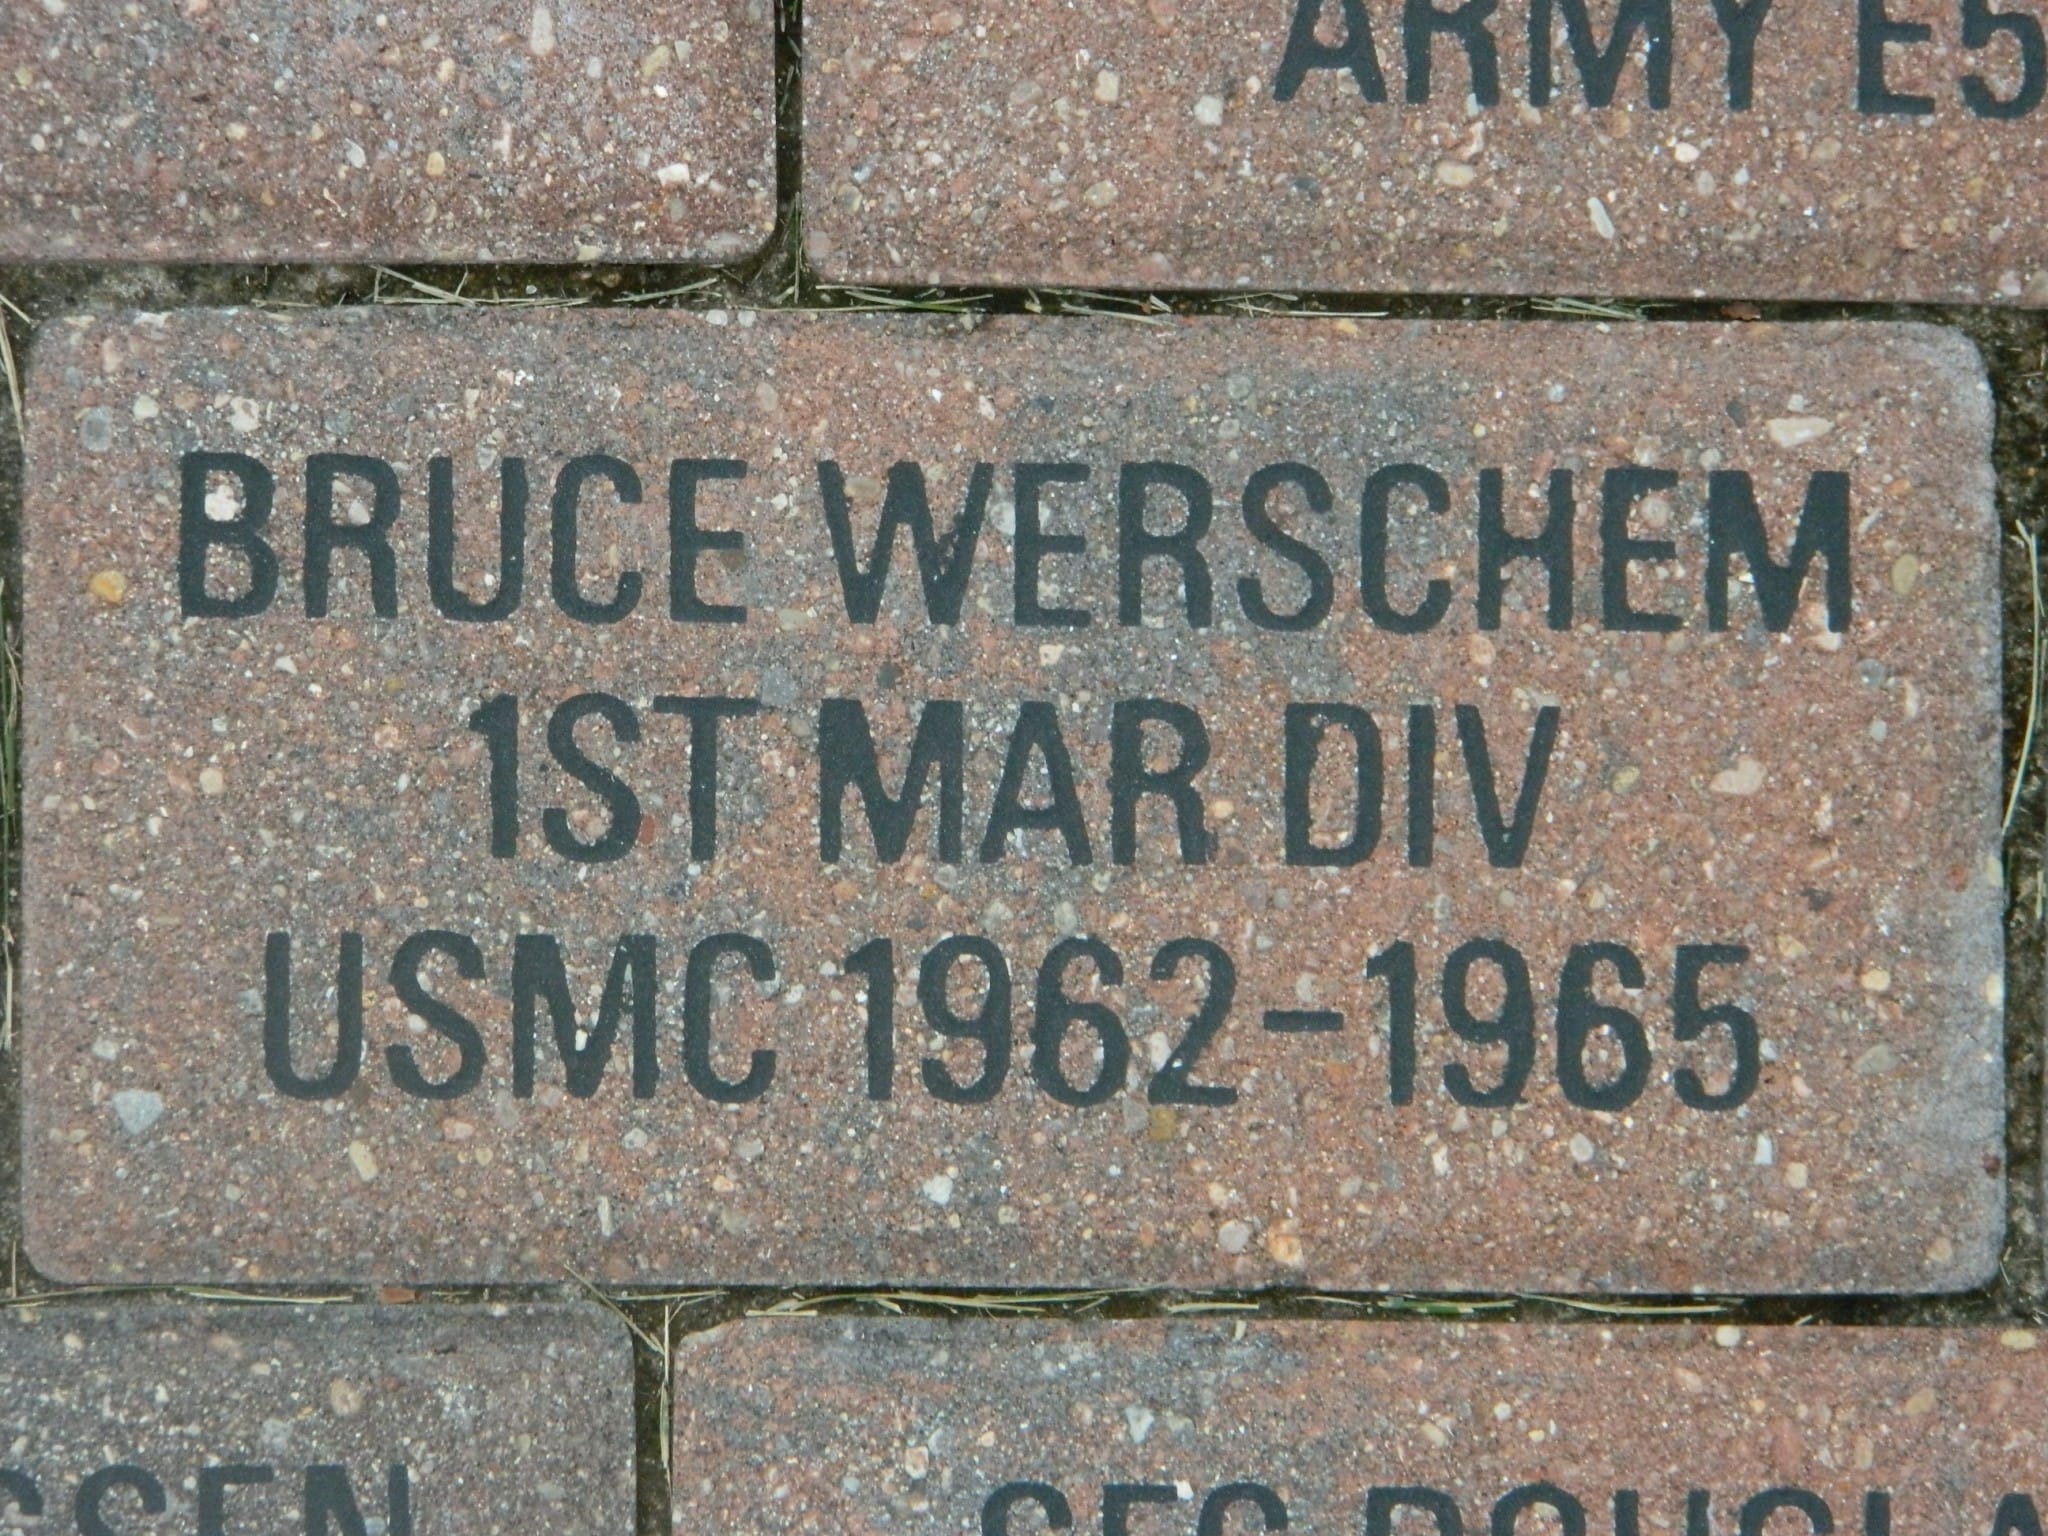 ARMY E5
BRUCE WERSCHEM
1ST MAR DIV
USMC 1962-1965